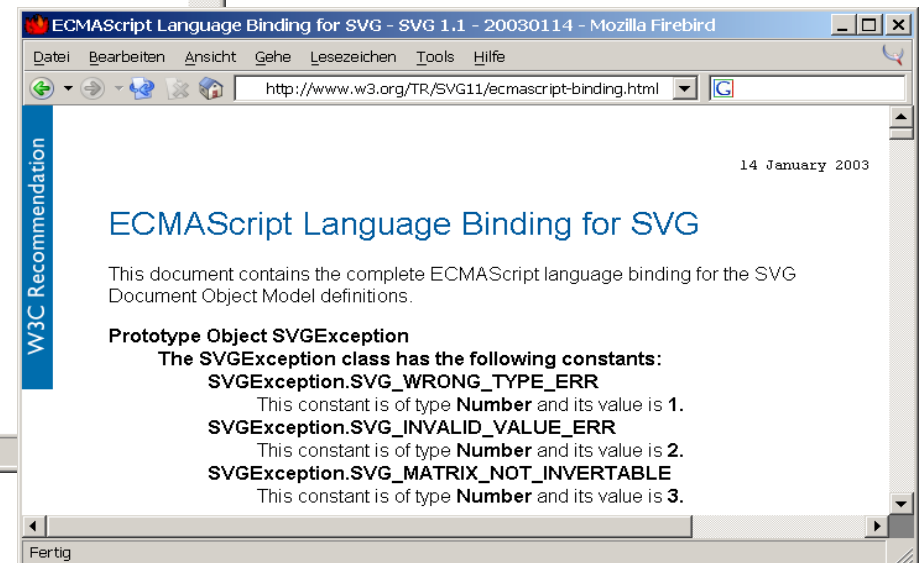 ECMAScript Language Binding for SVG - SVG 1.1 - 20030114 - Mozilla Firebird
Datei Bearbeiten Ansicht Gehe Lesezeichen Tools Hilfe
http://www.w3.org/TR/SVG11/ecmascript-binding.html G
W3C Recommendation
14 January 2003
ECMAScript Language Binding for SVG
This document contains the complete ECMAScript language binding for the SVG
Document Object Model definitions.
Prototype Object SVGException
The SVGException class has the following constants:
SVGException.SVG_WRONG_TYPE_ERR
This constant is of type Number and its value is 1.
SVGException.SVG_INVALID_VALUE_ERR
This constant is of type Number and its value is 2.
SVGException.SVG_MATRIX_NOT_INVERTABLE
This constant is of type Number and its value is 3.
Fertig